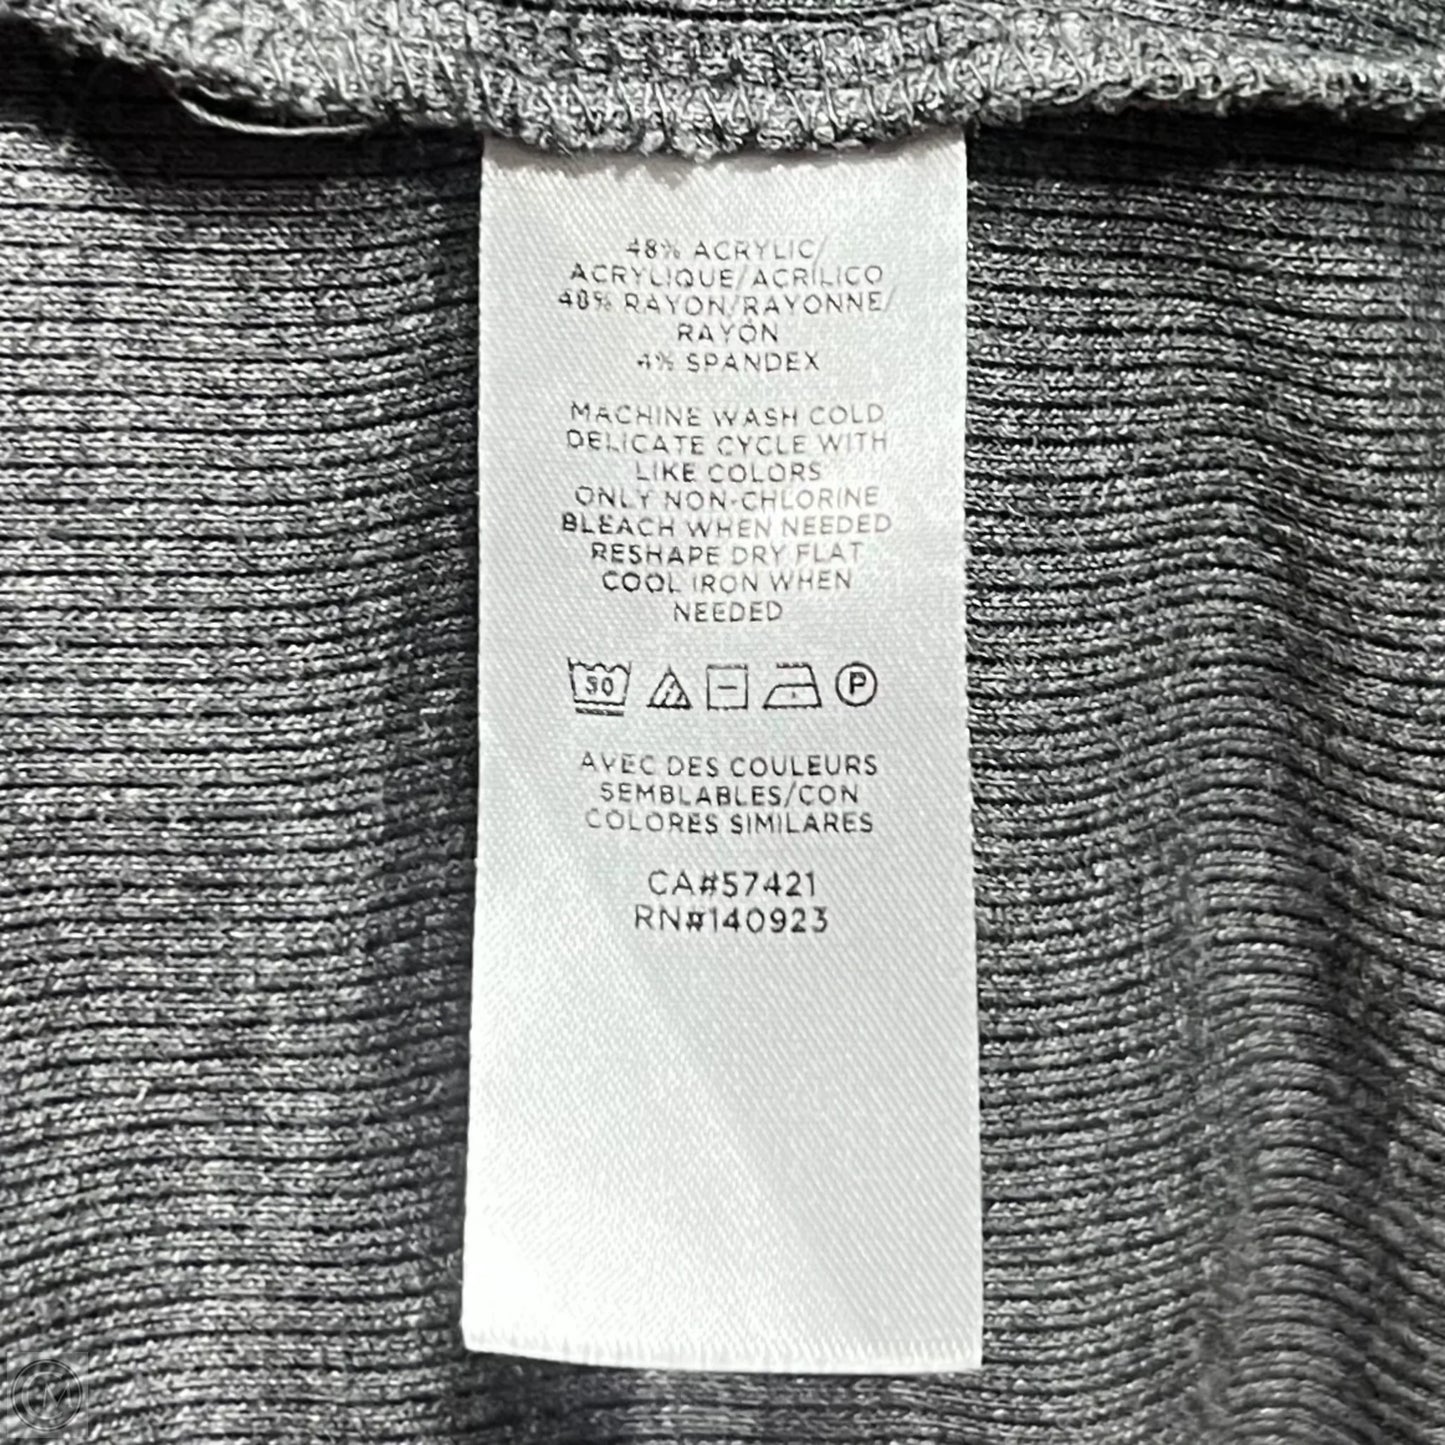 48% ACRYLIC/
ACRYLIQUE/ACRÍLICO
48% RAYON/RAYONNE/
RAYÓN
4% SPANDEX
MACHINE WASH COLD
DELICATE CYCLE WITH
LIKE COLORS
ONLY NON-CHLORINE
BLEACH WHEN NEEDED
RESHAPE DRY FLAT
COOL IRON WHEN
NEEDED
30 P
AVEC DES COULEURS
SEMBLABLES/CON
COLORES SIMILARES
CA#57421
RN#140923
M